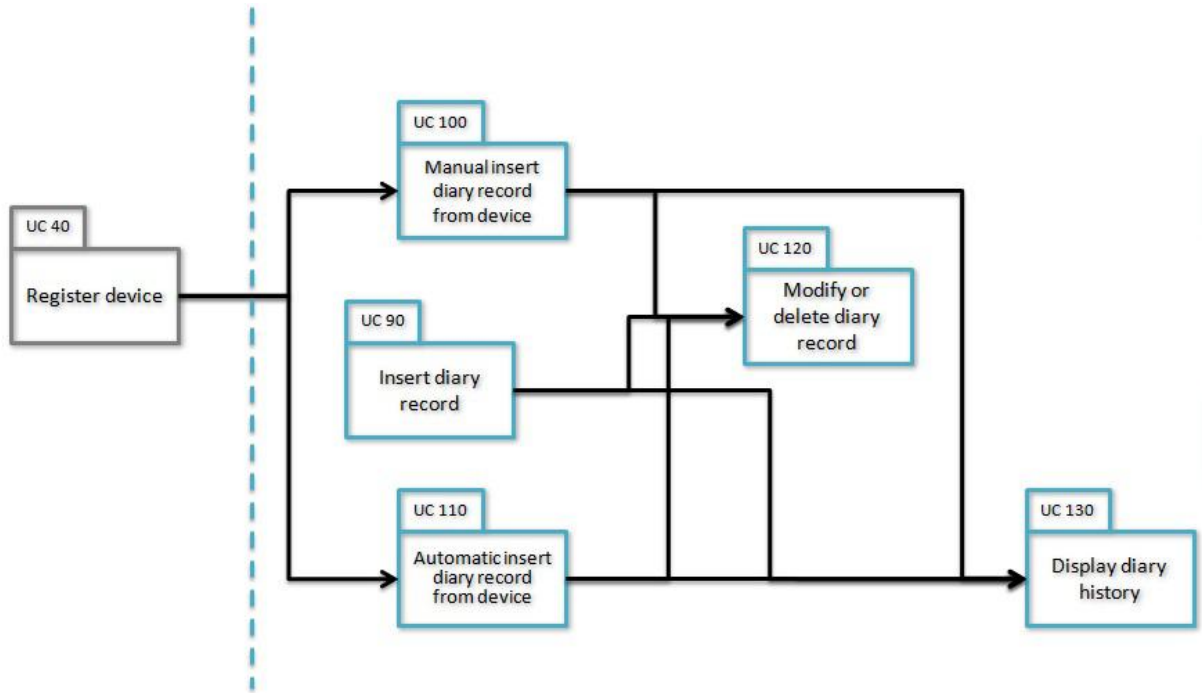 UC 100
Manual insert
diary record
from device
UC 40
Register device
UC 120
Modify or
delete diary
record
UC 90
Insert diary
record
UC 110
Automatic insert
diary record
from device
UC 130
Display diary
history